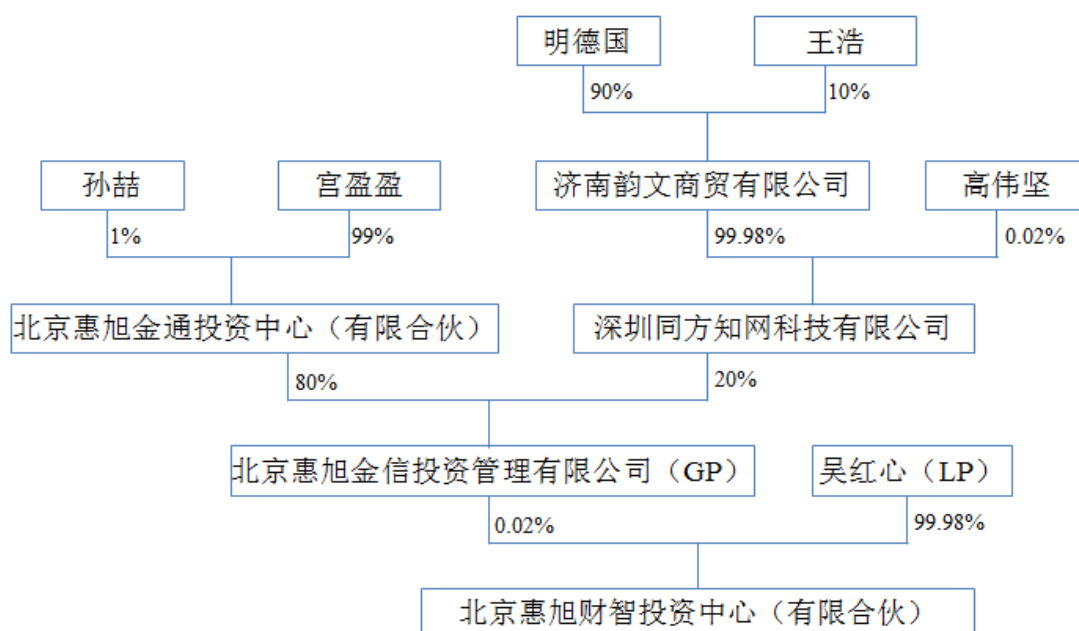 明德国
王浩
90%
10%
孙喆
宫盈盈
济南韵文商贸有限公司
高伟坚
1%
99%
99.98%
0.02%
北京惠旭金通投资中心（有限合伙）
深圳同方知网科技有限公司
80%
20%
北京惠旭金信投资管理有限公司（GP）
吴红心（LP）
0.02%
99.98%
北京惠旭财智投资中心（有限合伙）